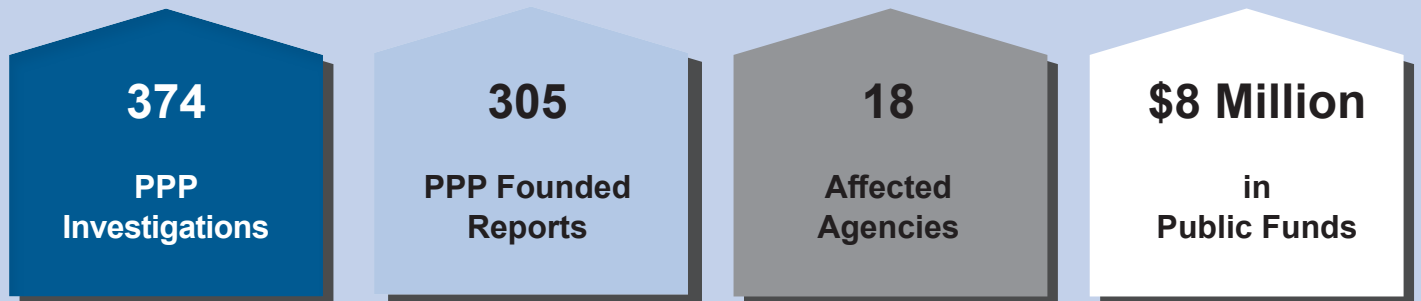 374
PPP
Investigations
305
PPP Founded
Reports
18
Affected
Agencies
$8 Million
in
Public Funds